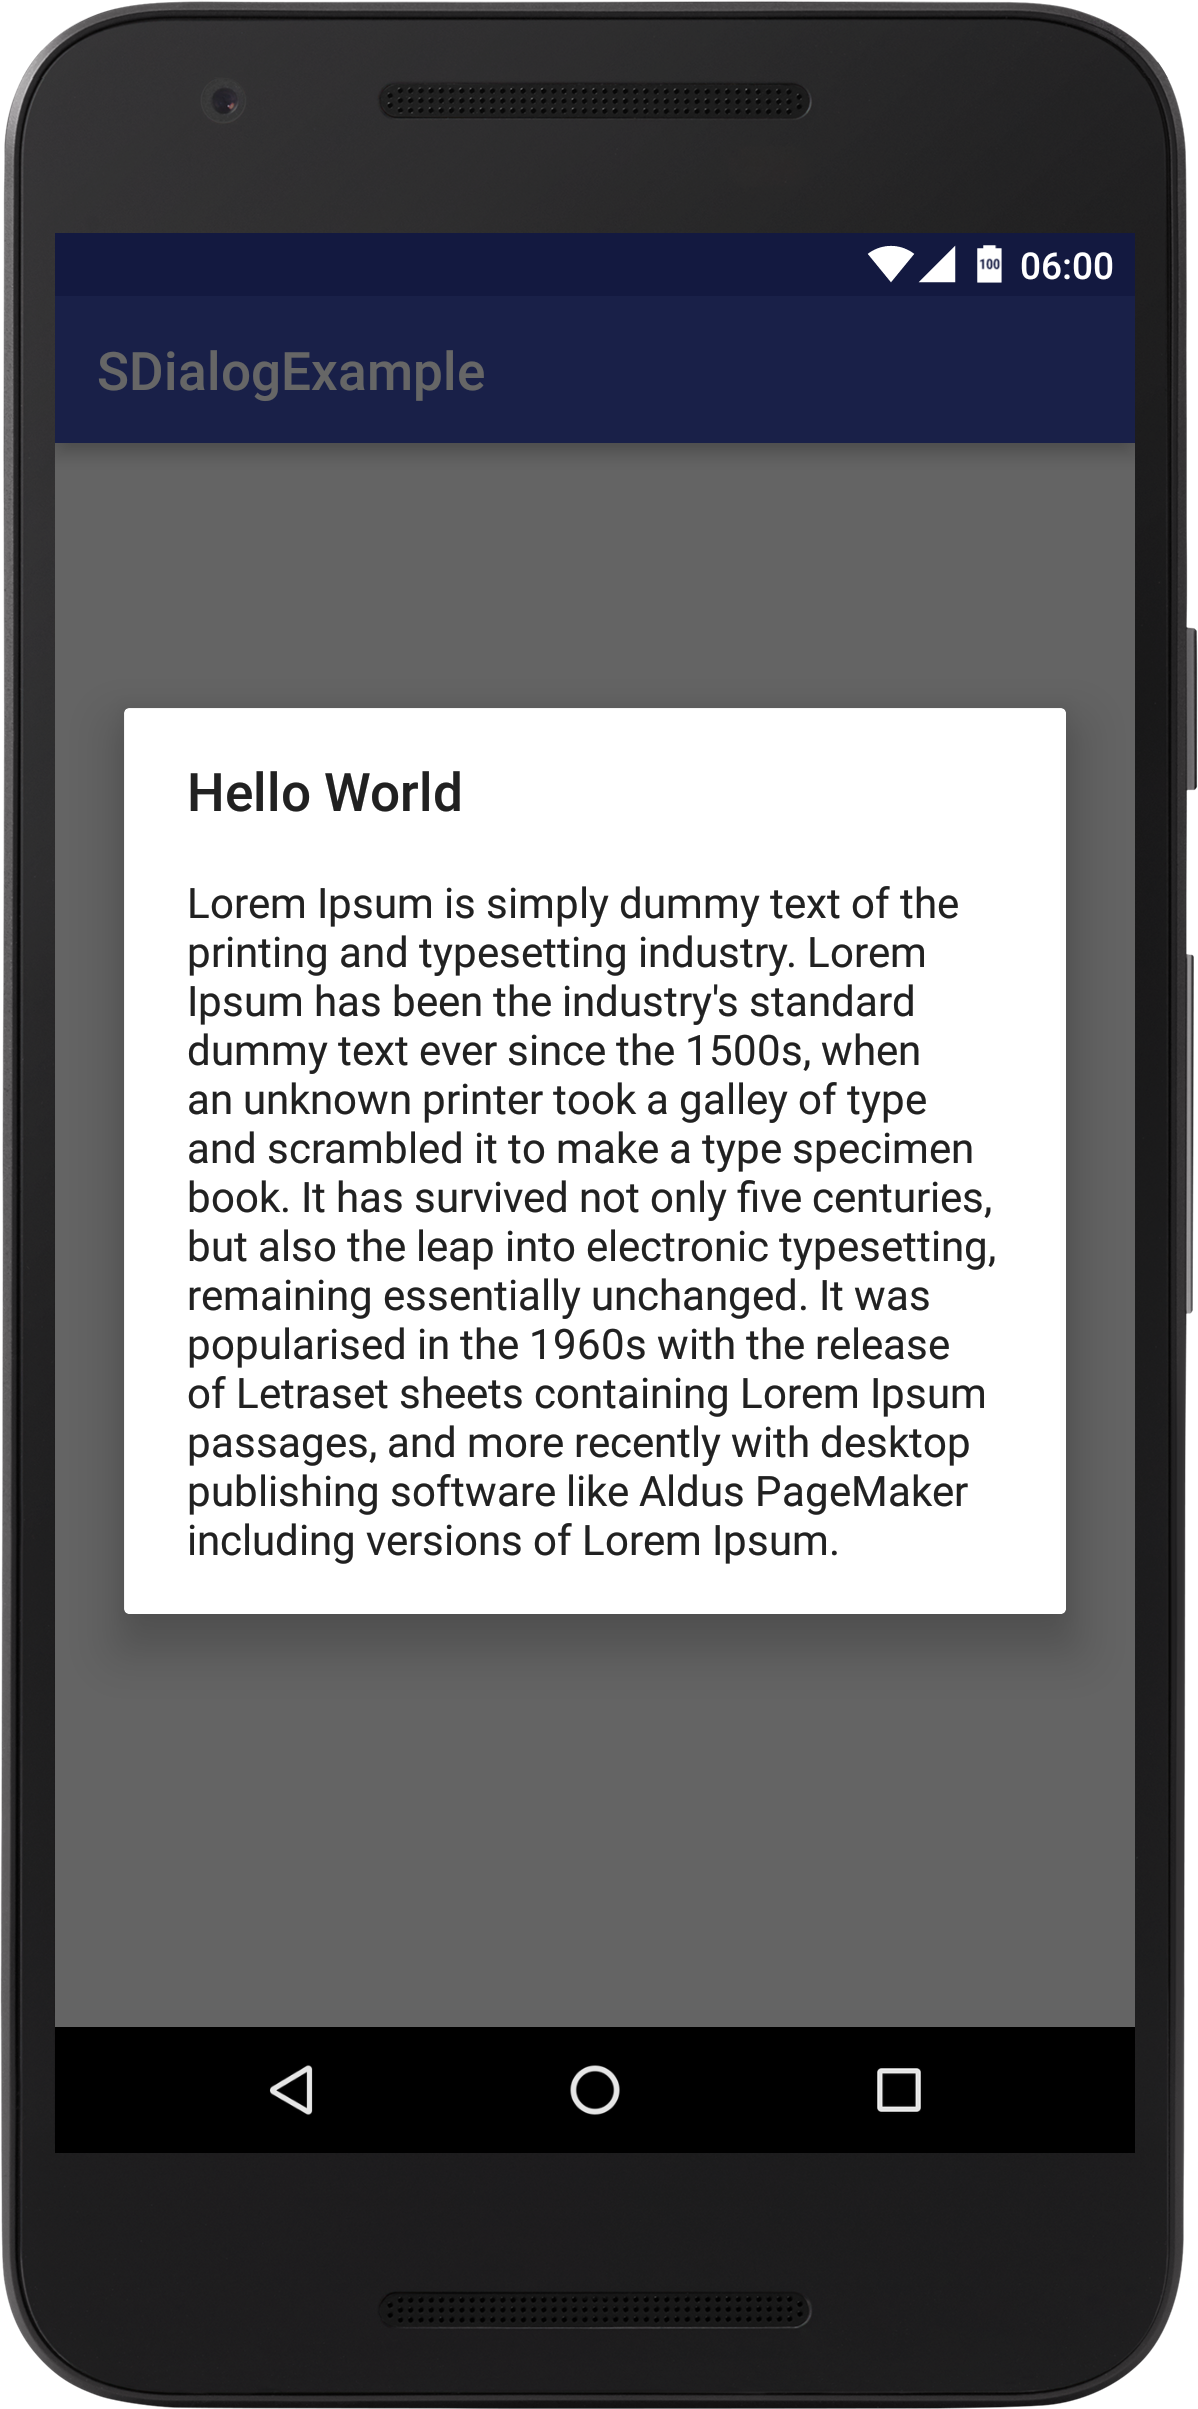 100 06:00
SDialogExample
Hello World
Lorem Ipsum is simply dummy text of the
printing and typesetting industry. Lorem
Ipsum has been the industry's standard
dummy text ever since the 1500s, when
an unknown printer took a galley of type
and scrambled it to make a type specimen
book. It has survived not only five centuries,
but also the leap into electronic typesetting,
remaining essentially unchanged. It was
popularised in the 1960s with the release
of Letraset sheets containing Lorem Ipsum
passages, and more recently with desktop
publishing software like Aldus PageMaker
including versions of Lorem Ipsum.